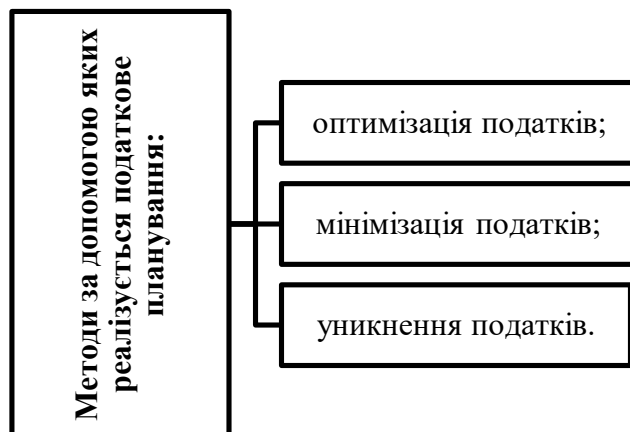 Методи за допомогою яких
реалізується податкове
планування:
оптимізація податків;
мінімізація податків;
уникнення податків.